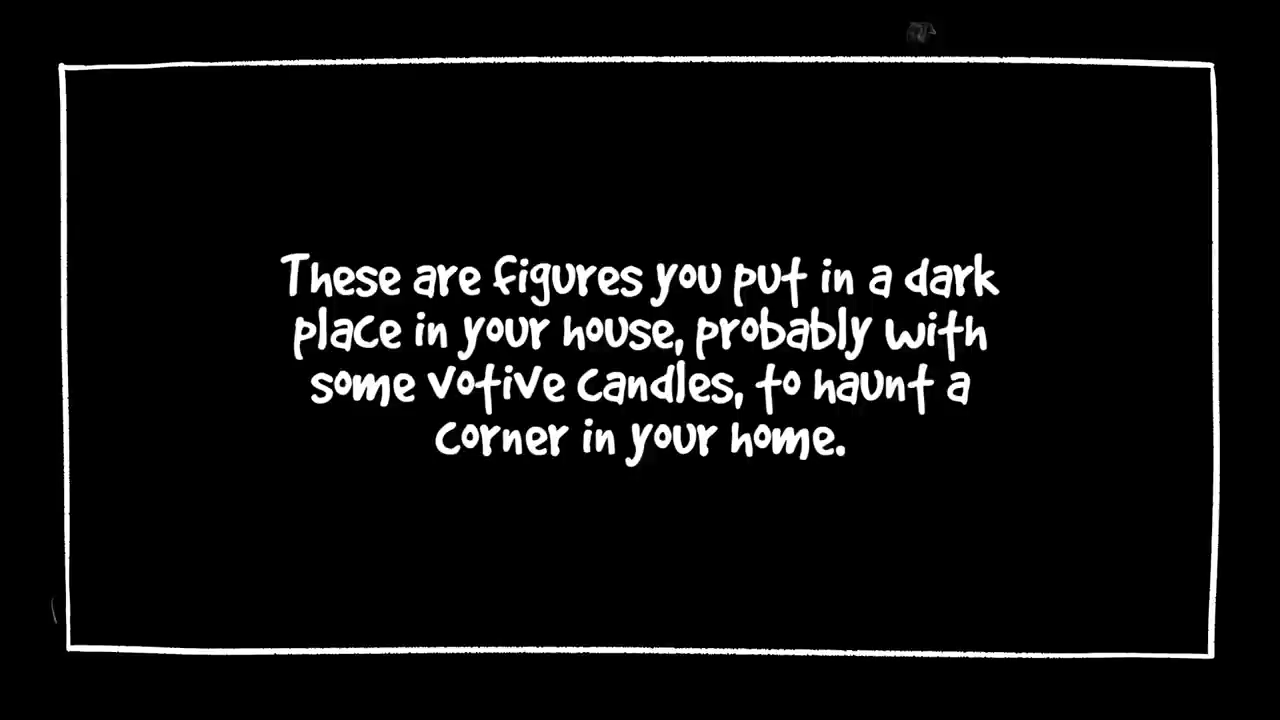 These are figures you put in a dark
place in your house, probably with
some votive candles, to haunt a
corner in your home.